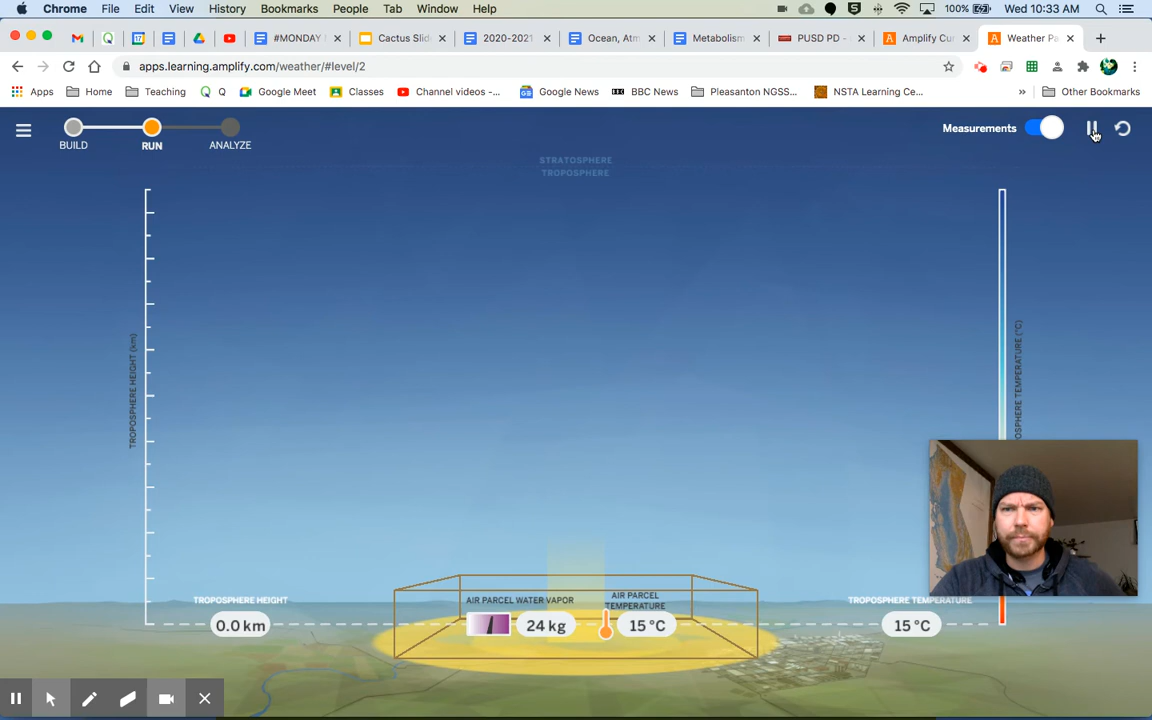 Chrome File Edit View History Bookmarks People Tab Window Help 100% Wed 10:33 AM
17 #MONDAY Cactus Slid 2020-2021 Ocean, Atm Metabolism PUSD PD - Amplify Cu Weather Pa
apps.learning.amplify.com/weather/#level/2
Apps Home Teaching Q Google Meet Classes Channel videos -... Google News BBC BBC News Pleasanton NGSS... NSTA Learning Ce... » Other Bookmarks
BUILD RUN ANALYZE
Measurements
STRATOSPHERE
TROPOSPHERE
TROPOSPHERE HEIGHT (km)
OSPHERE TEMPERATURE (°C)
TROPOSPHERE HEIGHT
0.0 km
AIR PARCEL WATER VAPOR
24 kg
AIR PARCEL
TEMPERATURE
15 °C
TROPOSPHERE TEMPERATURE
15 °C